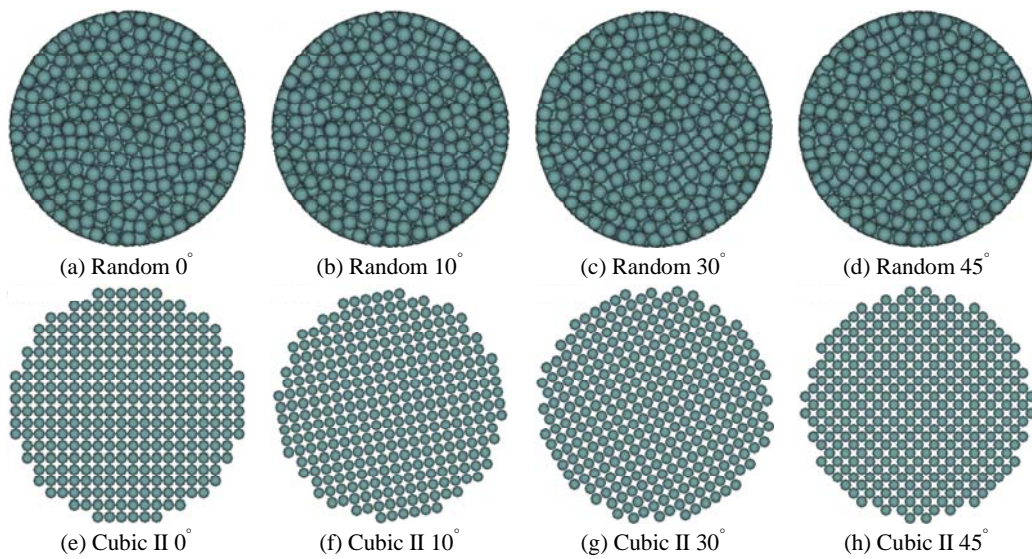 (a) Random 0°
(b) Random 10°
(c) Random 30°
(d) Random 45°
(e) Cubic II 0°
(f) Cubic II 10°
(g) Cubic II 30°
(h) Cubic II 45°